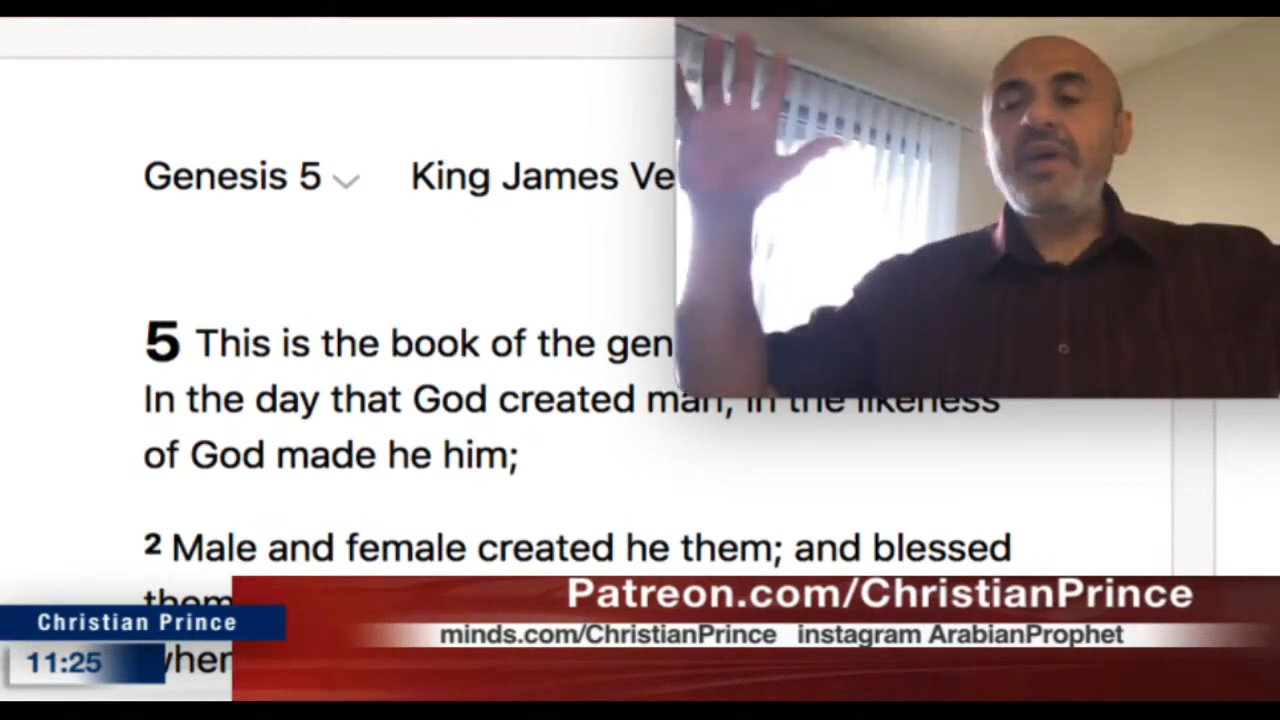 Genesis 5 King James Ve
5 This is the book of the gen
In the day that God created man, in the likeness
of God made he him;
2 Male and female created he them; and blessed
them
wher
Patreon.com/ChristianPrince
minds.com/ChristianPrince instagram ArabianProphet
Christian Prince
11:25